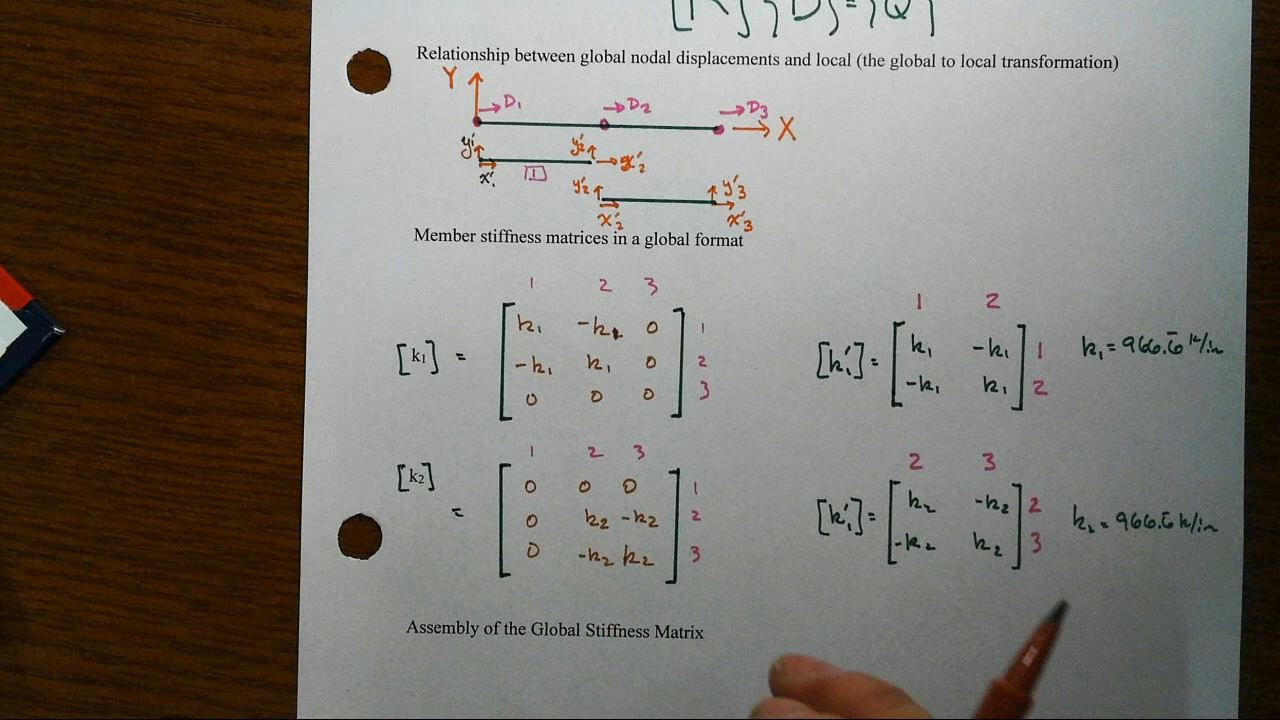 [K]{D}={Q}
Relationship between global nodal displacements and local (the global to local transformation)
Y
D₁ D₂ D₃ X
y'₁ y'₂ x'₂
x'₁ 1
y'₂ y'₃
x'₂ x'₃
Member stiffness matrices in a global format
1 2 3
[k₁] = [ k₁ -k₁ 0 ] 1
-k₁ k₁ 0 2
0 0 0 3
1 2
[k'₁] = [ k₁ -k₁ ] 1 k₁ = 966.6̄ k/in
-k₁ k₁ 2
1 2 3
[k₂] = [ 0 0 0 ] 1
0 k₂ -k₂ 2
0 -k₂ k₂ 3
2 3
[k'₁] = [ k₂ -k₂ ] 2 k₂ = 966.6̄ k/in
-k₂ k₂ 3
Assembly of the Global Stiffness Matrix